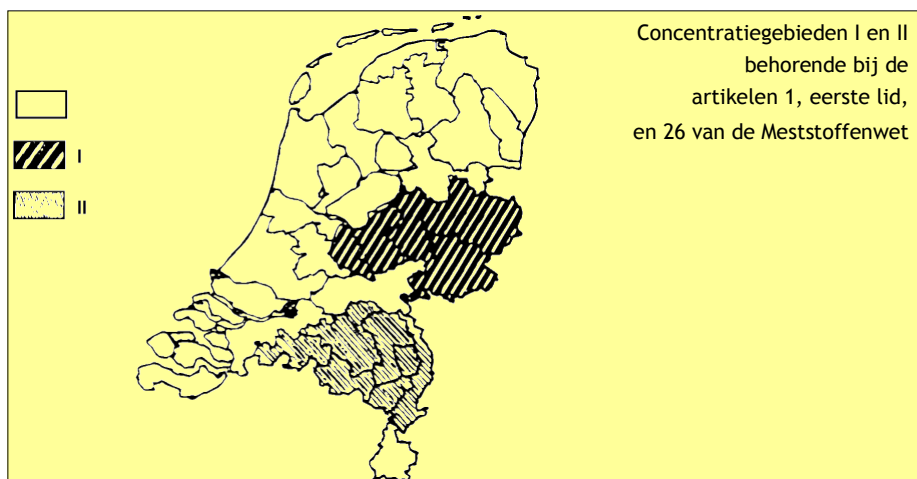 Concentratiegebieden I en II
behorende bij de
artikelen 1, eerste lid,
en 26 van de Meststoffenwet
I
II